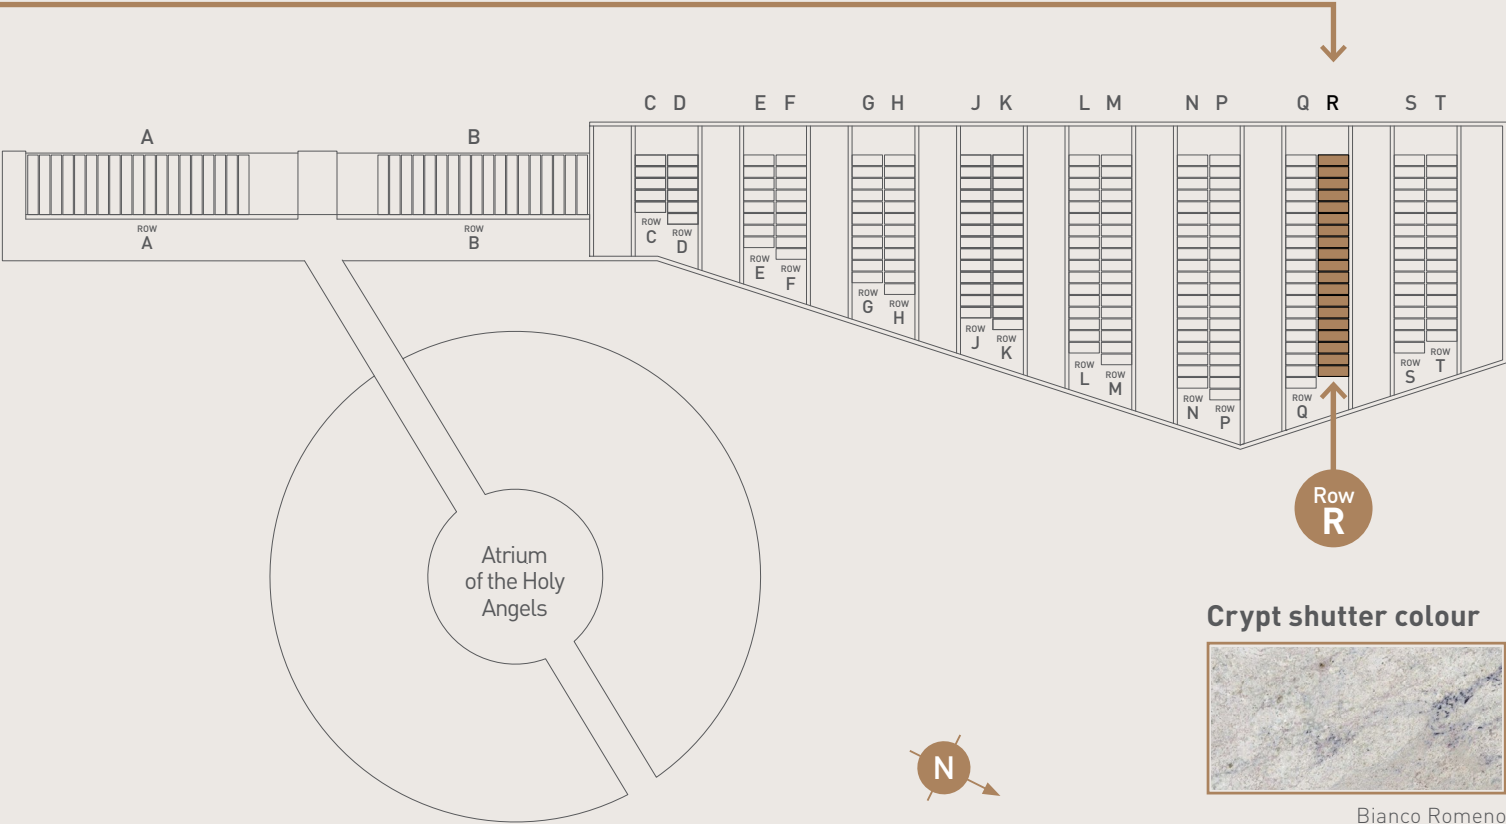 C D E F G H J K L M N P Q R S T
A B
ROW
A
ROW
B
ROW
C
ROW
D
ROW
E
ROW
F
ROW
G
ROW
H
ROW
J
ROW
K
ROW
L
ROW
M
ROW
N
ROW
P
ROW
Q
ROW
S
ROW
T
Row
R
Atrium
of the Holy
Angels
N
Crypt shutter colour
Bianco Romeno